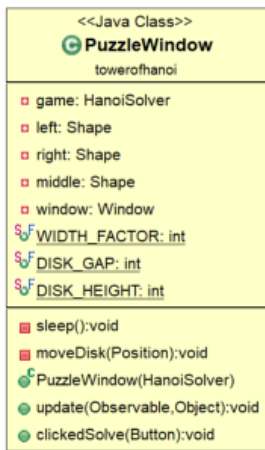 <<Java Class>>
PuzzleWindow
towerofhanoi
game: HanoiSolver
left: Shape
right: Shape
middle: Shape
window: Window
WIDTH_FACTOR: int
DISK_GAP: int
DISK_HEIGHT: int
sleep():void
moveDisk(Position):void
PuzzleWindow(HanoiSolver)
update(Observable,Object):void
clickedSolve(Button):void